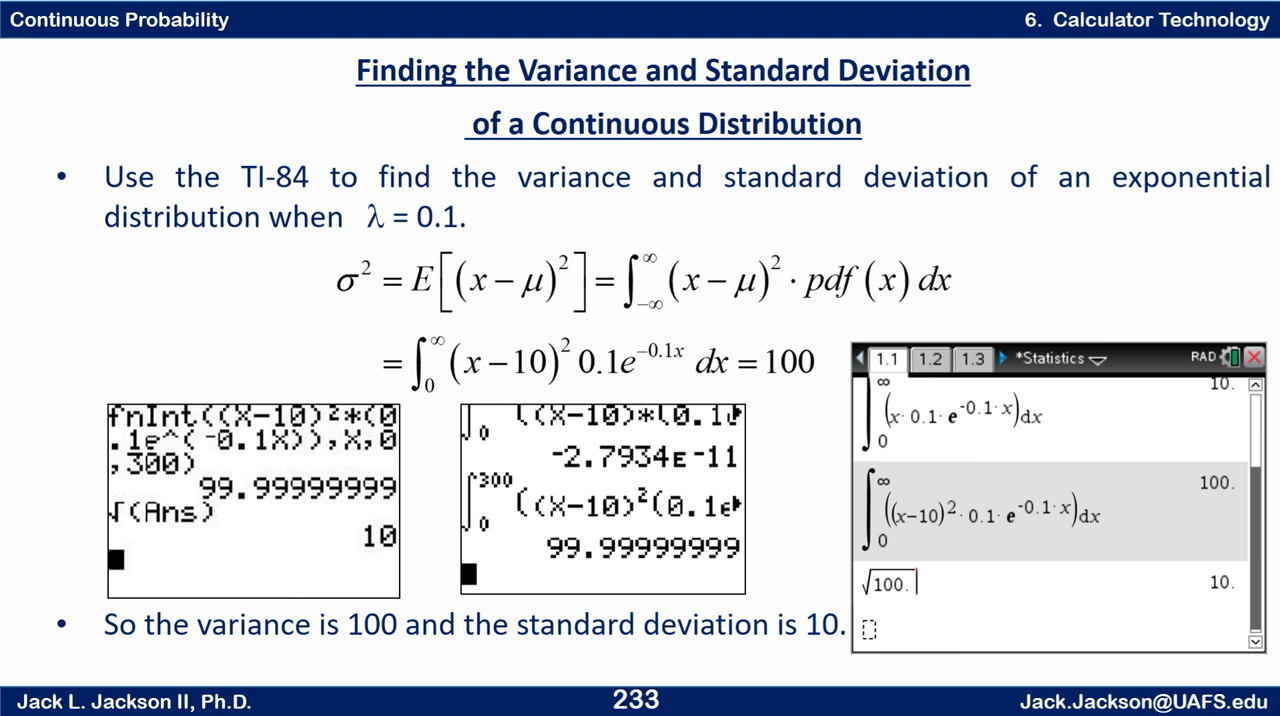 Continuous Probability
6. Calculator Technology
Finding the Variance and Standard Deviation
of a Continuous Distribution
• Use the TI-84 to find the variance and standard deviation of an exponential
distribution when λ = 0.1.
σ² = E[(x − μ)²] = ∫_{−∞}^{∞} (x − μ)² · pdf(x) dx
= ∫_0^∞ (x − 10)² 0.1e^{−0.1x} dx = 100
fnInt((X-10)²*(0
.1e^(-0.1X)),X,0
,300)
99.99999999
√(Ans)
10
∫_0 ((X-10)*(0.1e
-2.7934E-11
∫_0^300 ((X-10)²(0.1e
99.99999999
1.1 1.2 1.3 *Statistics RAD
∫_0^∞ (x·0.1·e^{-0.1·x})dx 10.
∫_0^∞ ((x-10)²·0.1·e^{-0.1·x})dx 100.
√100. 10.
• So the variance is 100 and the standard deviation is 10.
Jack L. Jackson II, Ph.D.
233
Jack.Jackson@UAFS.edu